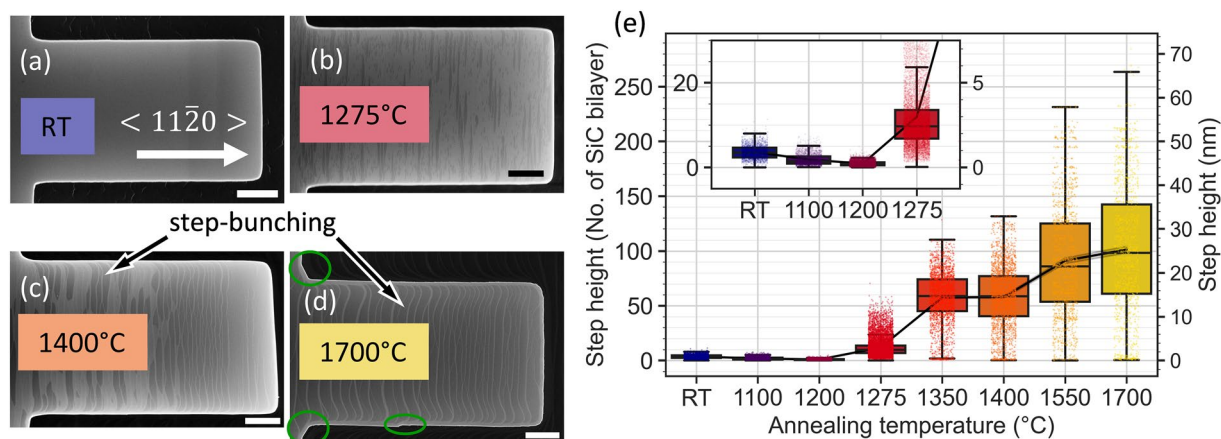 (a)
RT
< 112̄0 >
(b)
1275°C
step-bunching
(c)
1400°C
(d)
1700°C
(e)
Step height (No. of SiC bilayer)
250
200
150
100
50
0
20
0
5
0
RT 1100 1200 1275
70
60
50
40
30
20
10
0
Step height (nm)
RT 1100 1200 1275 1350 1400 1550 1700
Annealing temperature (°C)